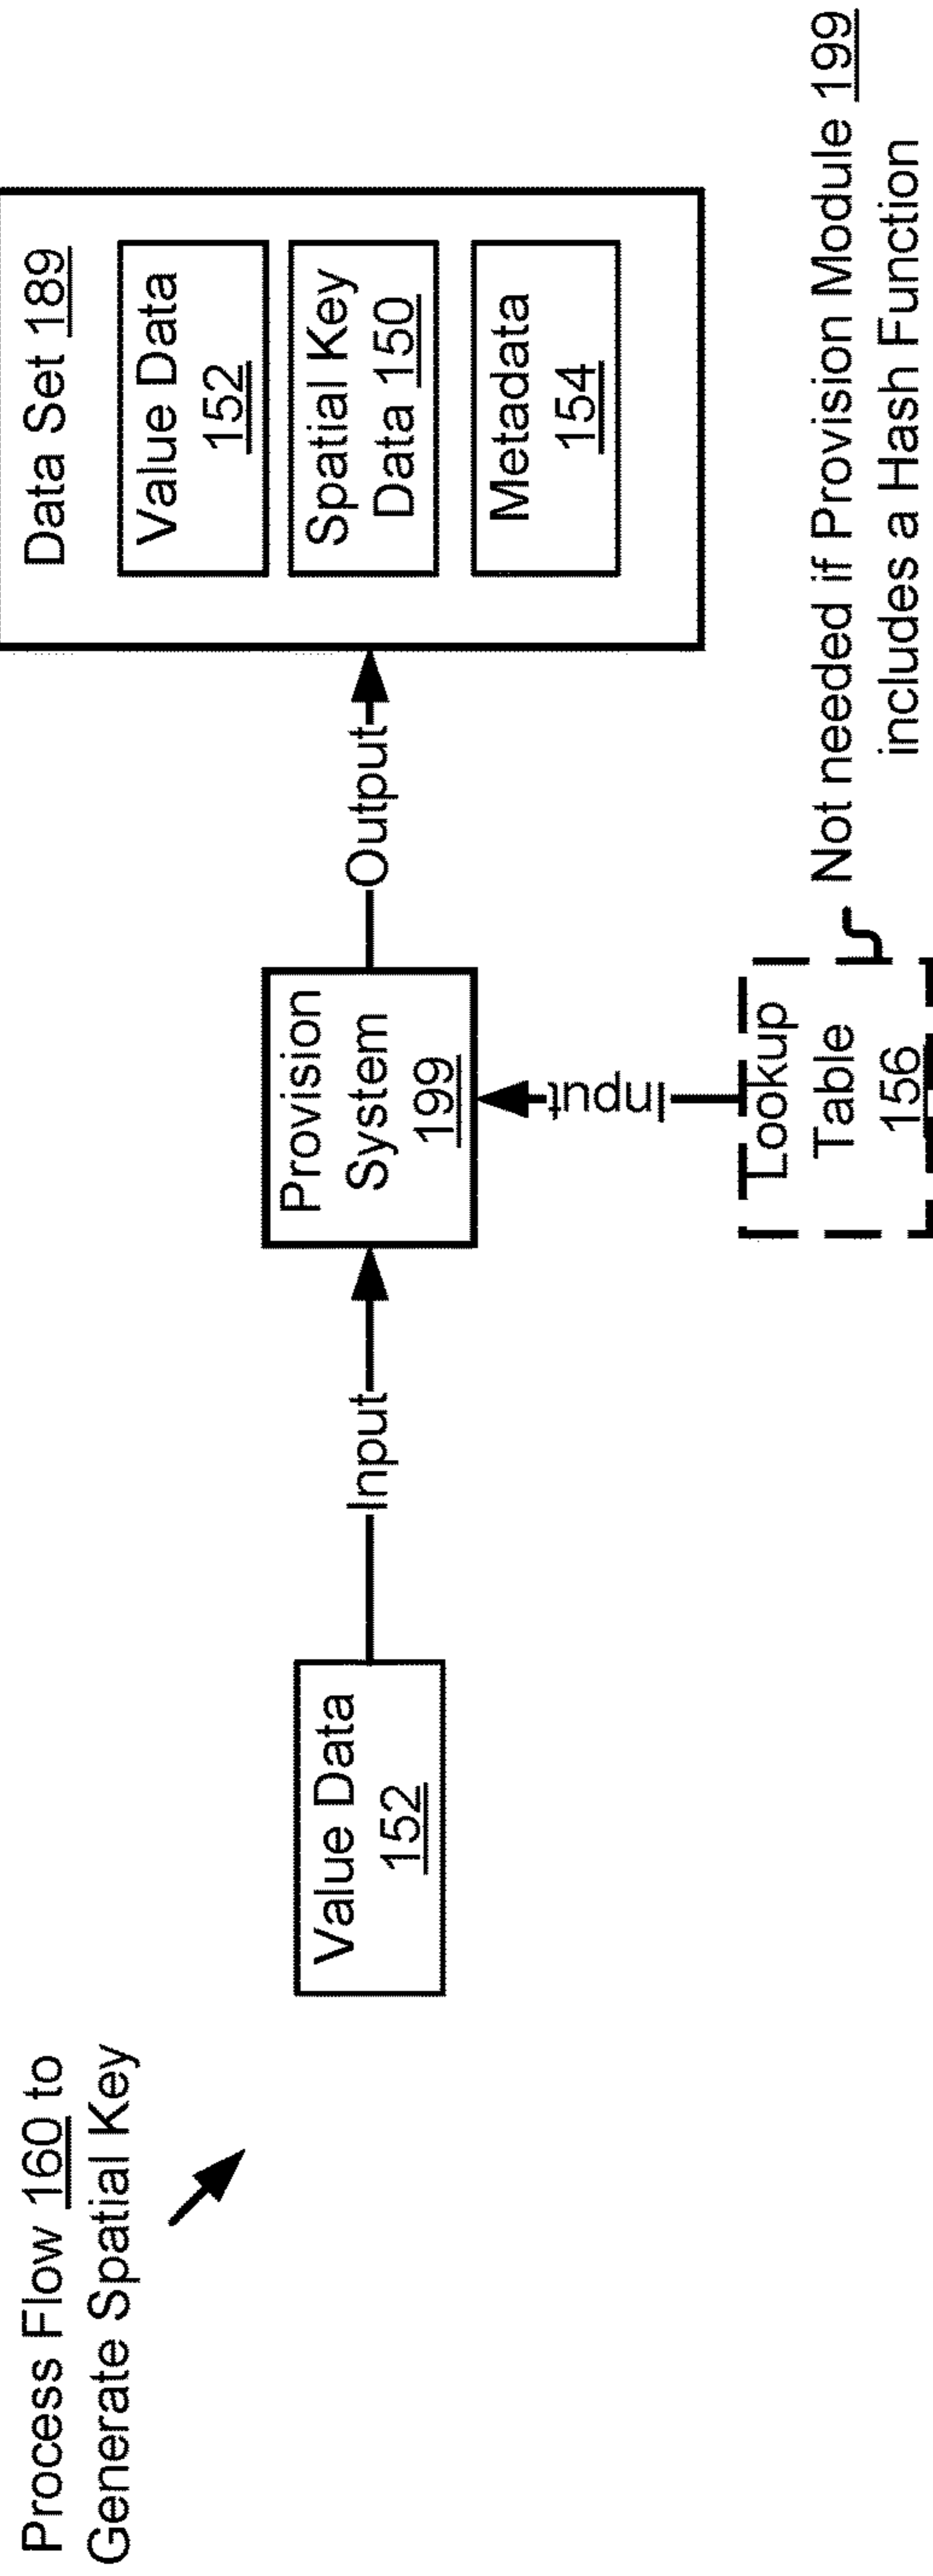 Process Flow 160 to
Generate Spatial Key
Value Data
152
Input
Provision
System
199
Input
Lookup
Table
156
Not needed if Provision Module 199
includes a Hash Function
Output
Data Set 189
Value Data
152
Spatial Key
Data 150
Metadata
154